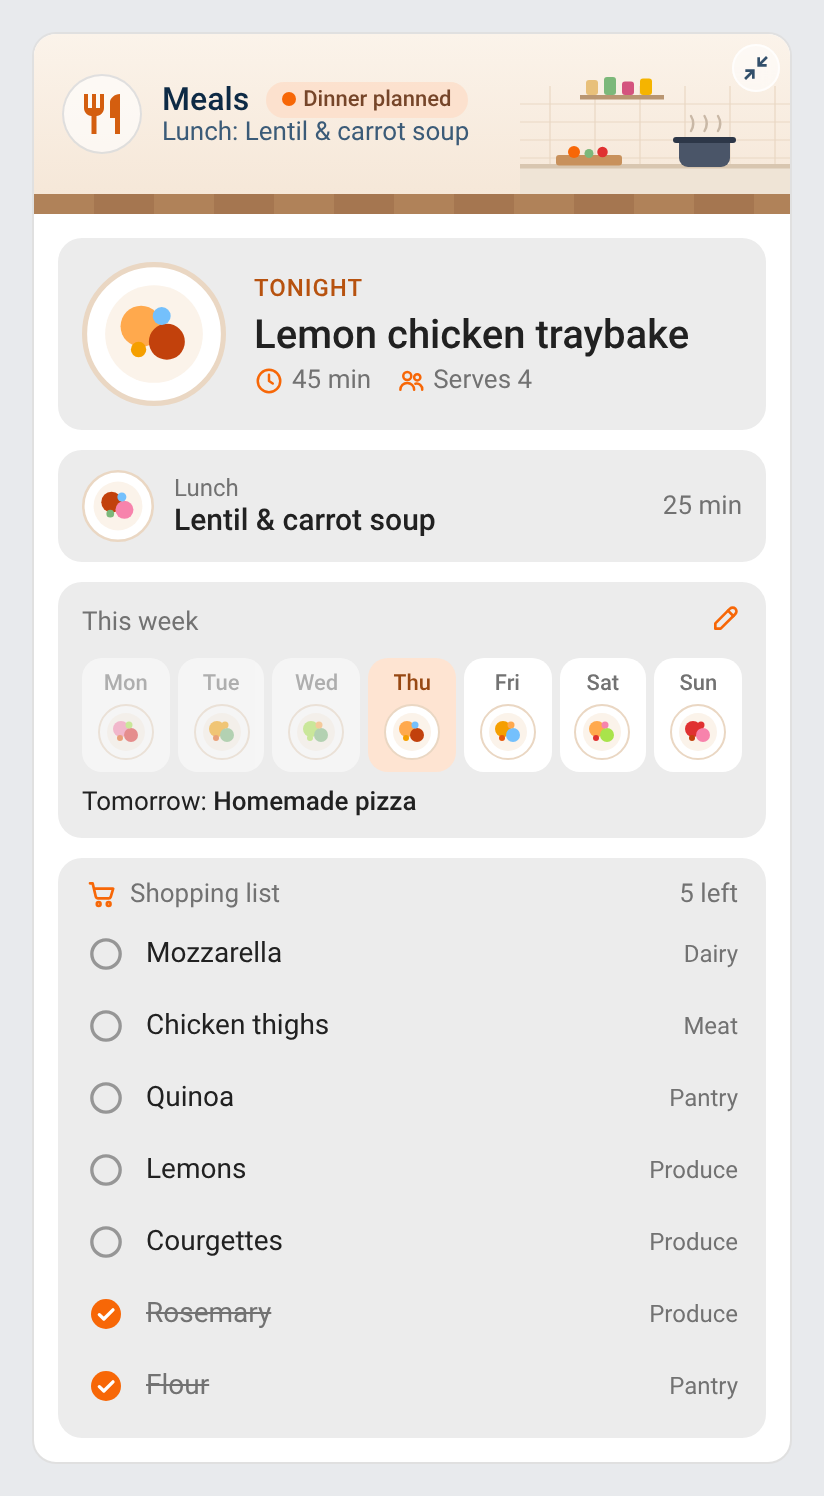 Meals
Dinner planned
Lunch: Lentil & carrot soup
TONIGHT
Lemon chicken traybake
45 min Serves 4
Lunch
Lentil & carrot soup
25 min
This week
Mon Tue Wed Thu Fri Sat Sun
Tomorrow: Homemade pizza
Shopping list 5 left
Mozzarella Dairy
Chicken thighs Meat
Quinoa Pantry
Lemons Produce
Courgettes Produce
Rosemary Produce
Flour Pantry